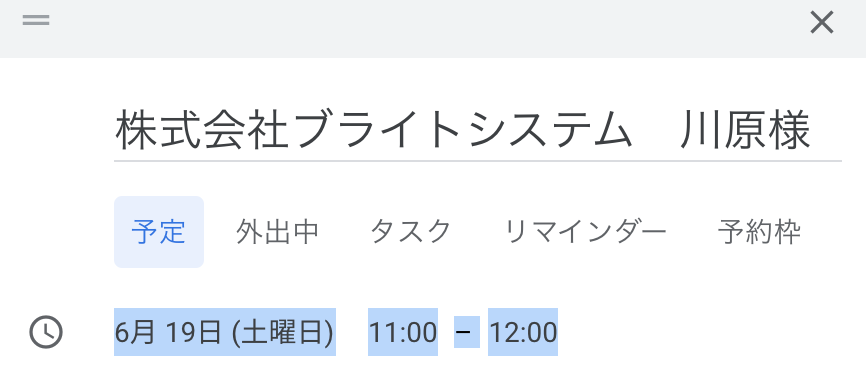 株式会社ブライトシステム　川原様
予定 外出中 タスク リマインダー 予約枠
6月 19日 (土曜日) 11:00 – 12:00